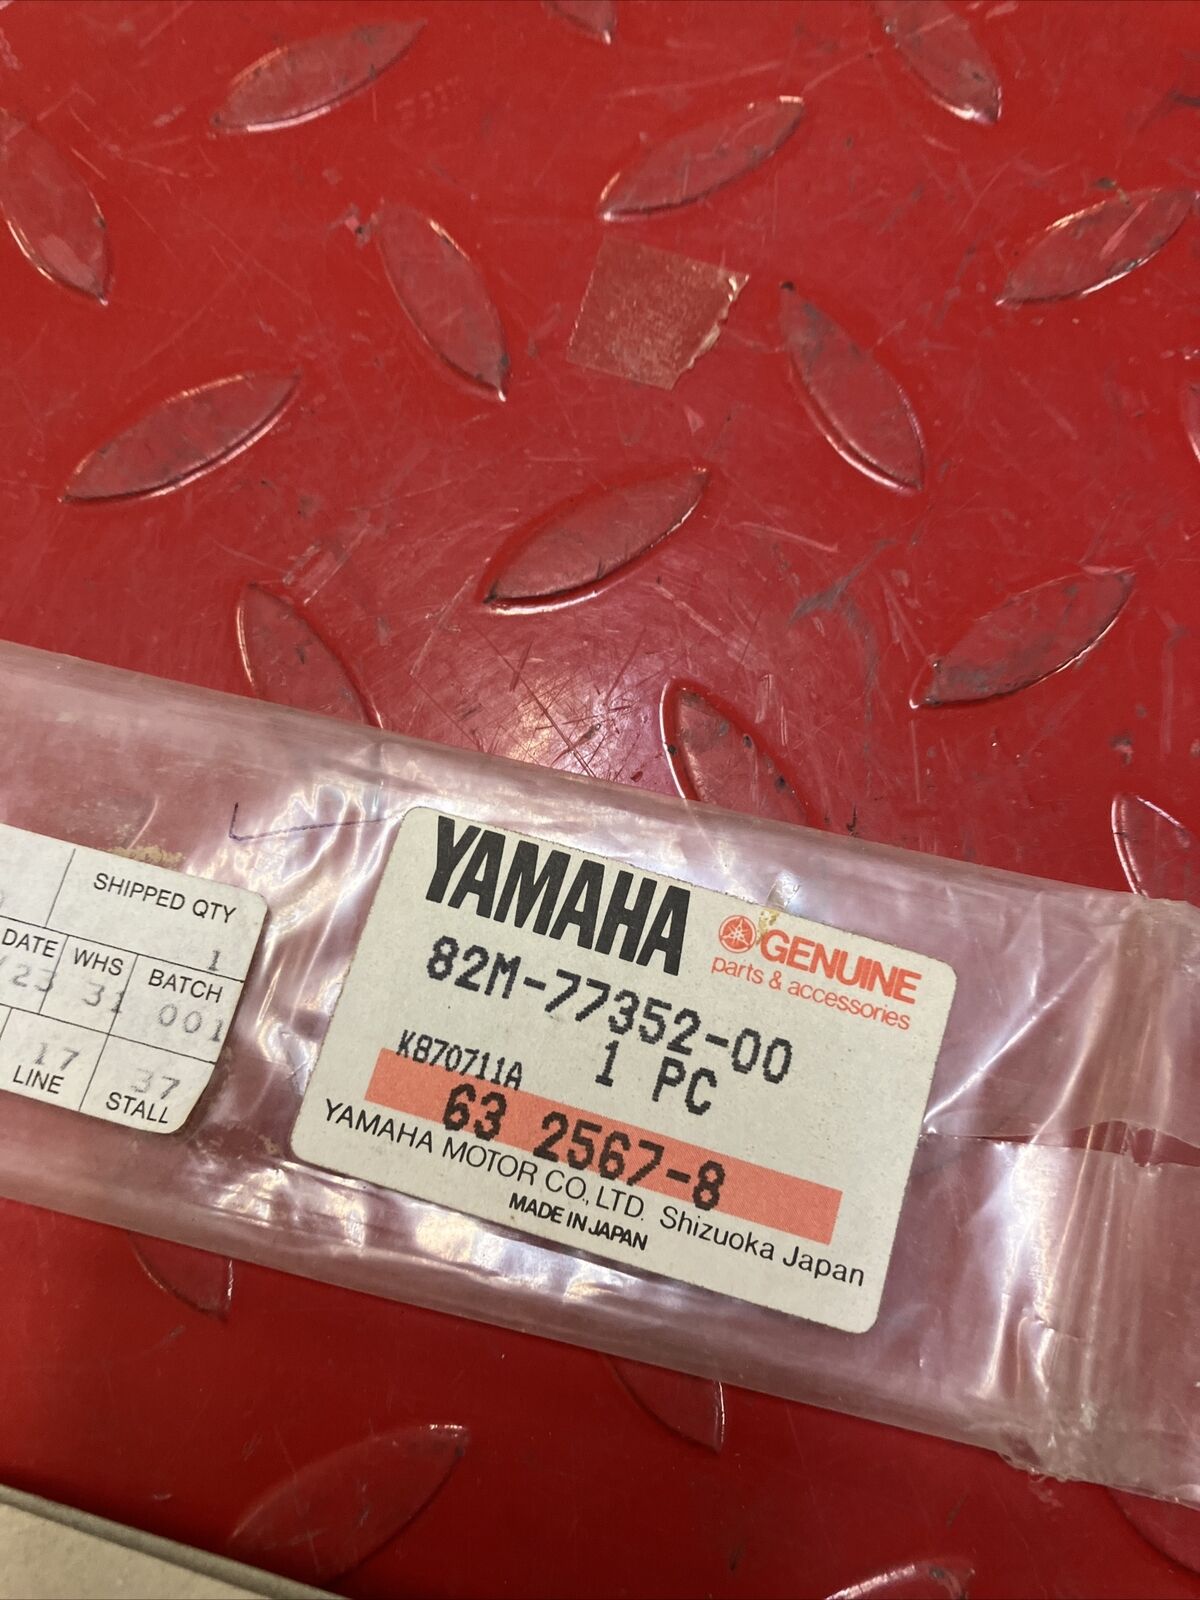 SHIPPED QTY
1
DATE WHS BATCH
/23 31 001
17 37
LINE STALL
YAMAHA
GENUINE
parts & accessories
82M-77352-00
1 PC
K870711A
63 2567-8
YAMAHA MOTOR CO., LTD. Shizuoka Japan
MADE IN JAPAN